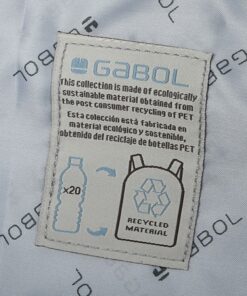 GABOL
This collection is made of ecologically
sustainable material obtained from
the post consumer recycling of PET
Esta colección está fabricada en
material ecológico y sostenible,
obtenido del reciclaje de botellas PET
x20
RECYCLED
MATERIAL
GABOL
GABOL
GABOL